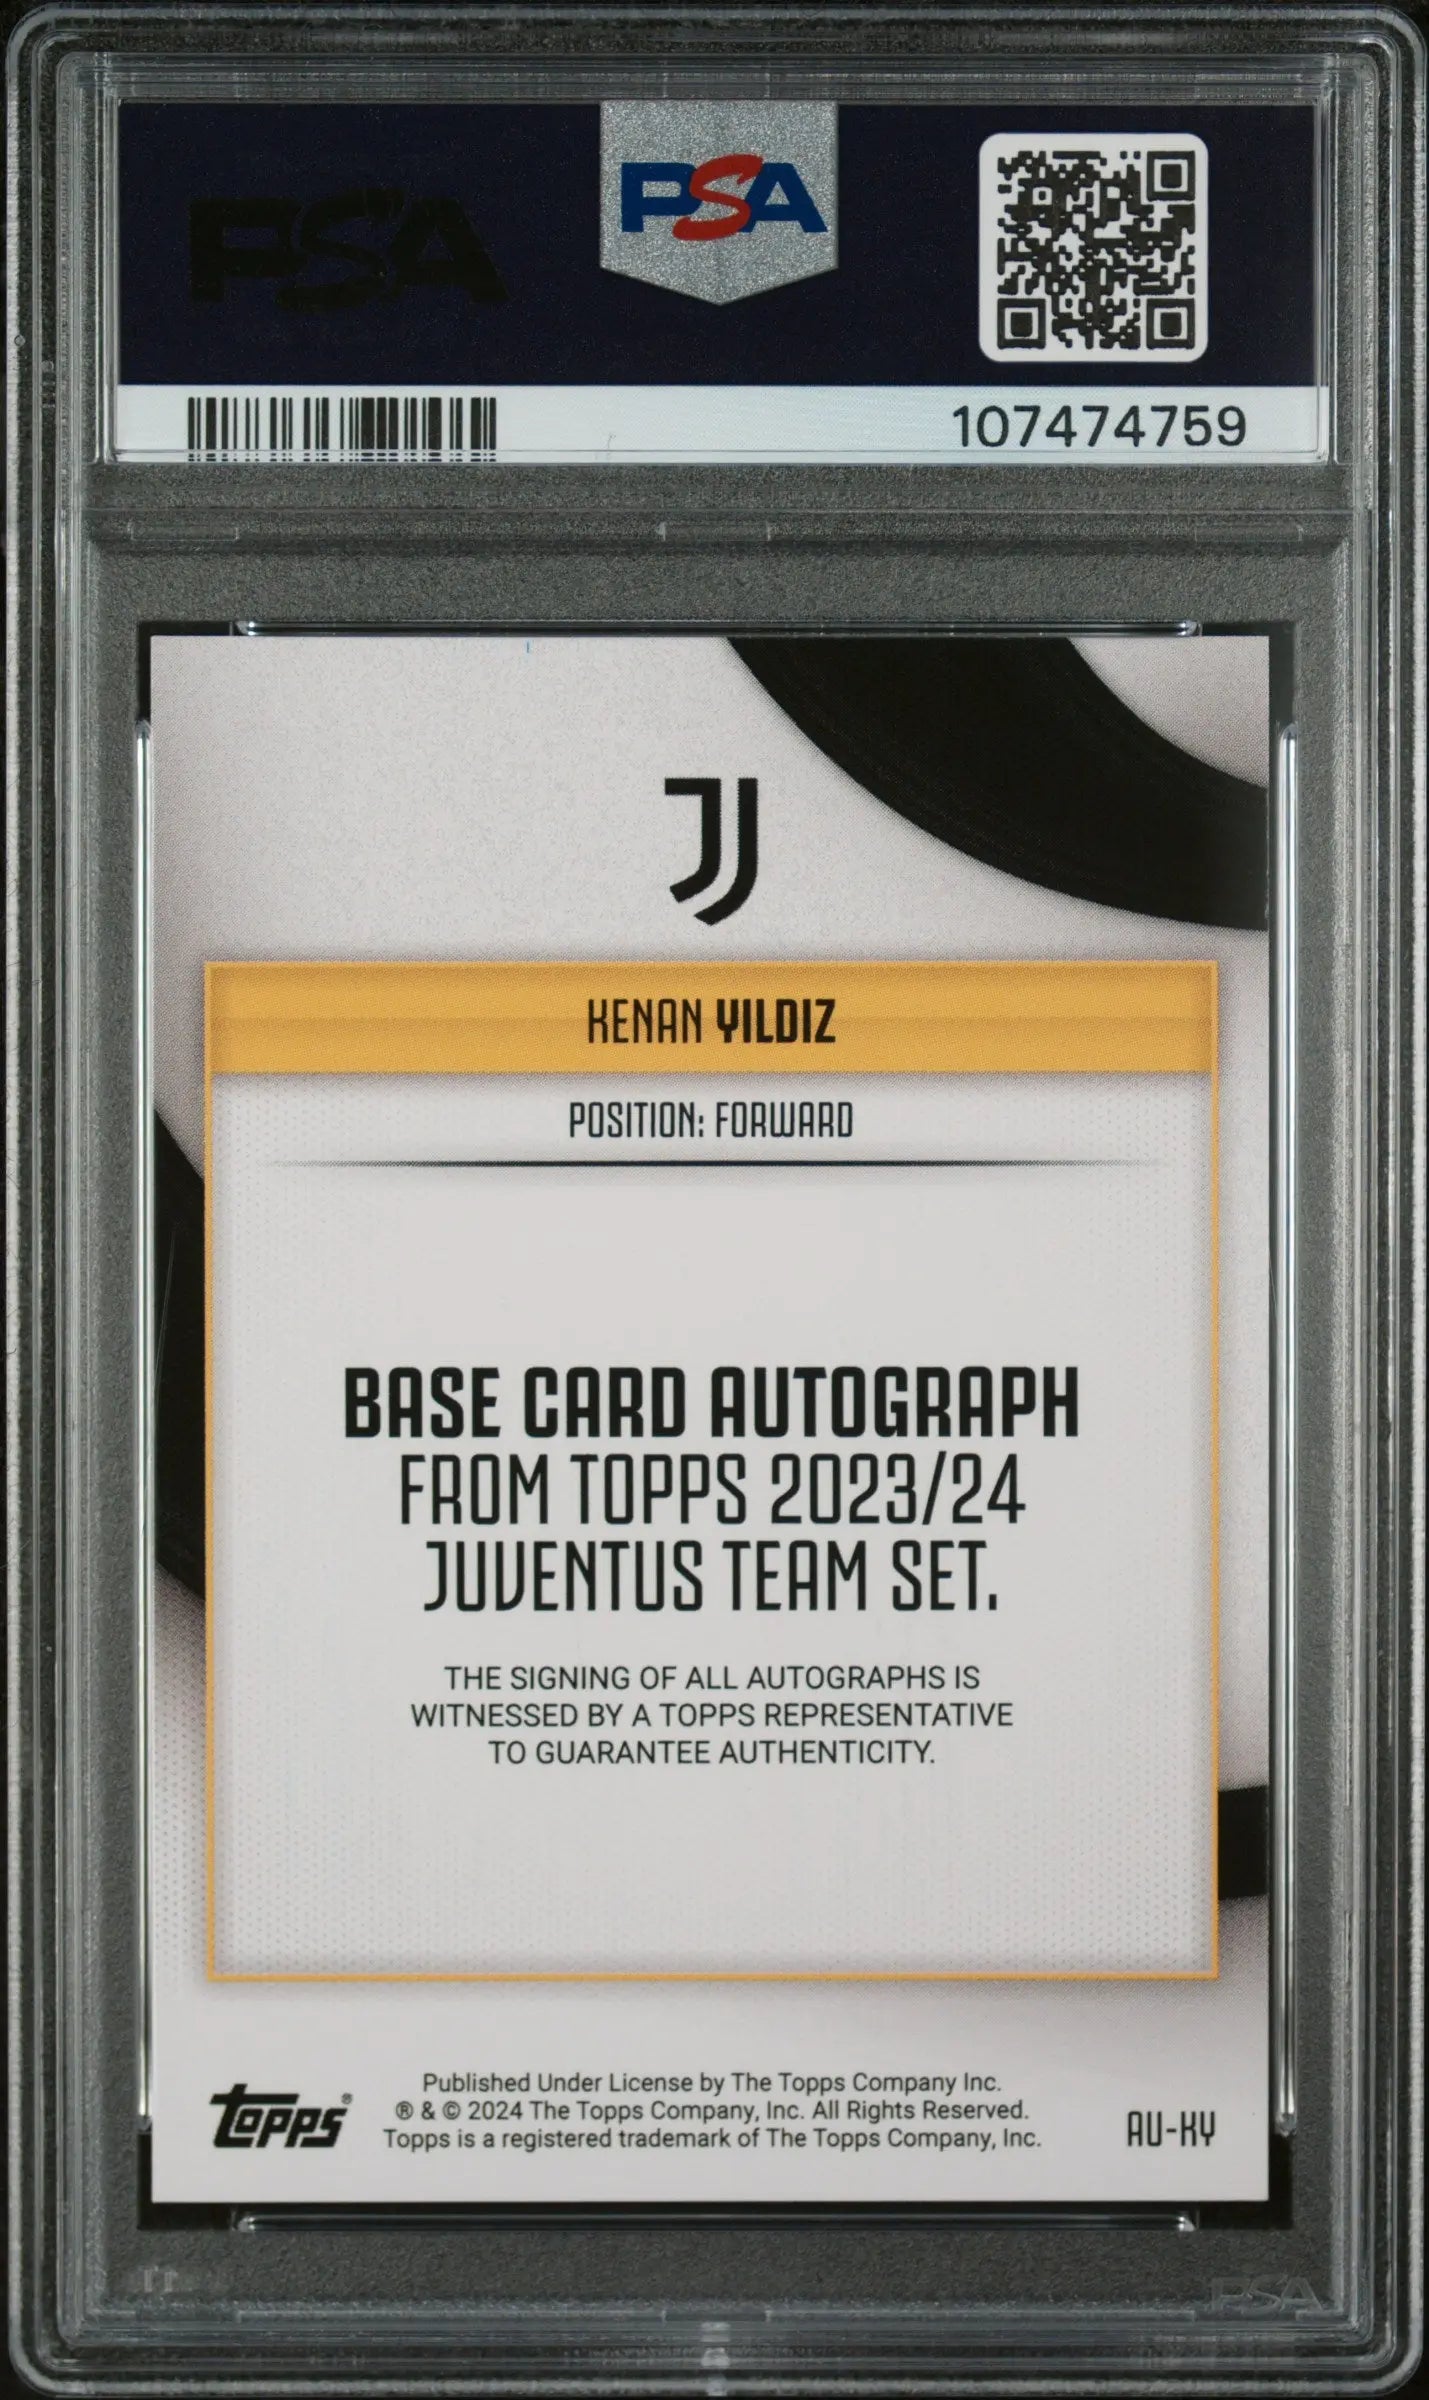 PSA
PSA
107474759
KENAN YILDIZ
POSITION: FORWARD
BASE CARD AUTOGRAPH
FROM TOPPS 2023/24
JUVENTUS TEAM SET.
THE SIGNING OF ALL AUTOGRAPHS IS
WITNESSED BY A TOPPS REPRESENTATIVE
TO GUARANTEE AUTHENTICITY.
Topps®
Published Under License by The Topps Company Inc.
® & © 2024 The Topps Company, Inc. All Rights Reserved.
Topps is a registered trademark of The Topps Company, Inc.
AU-KY
PSA